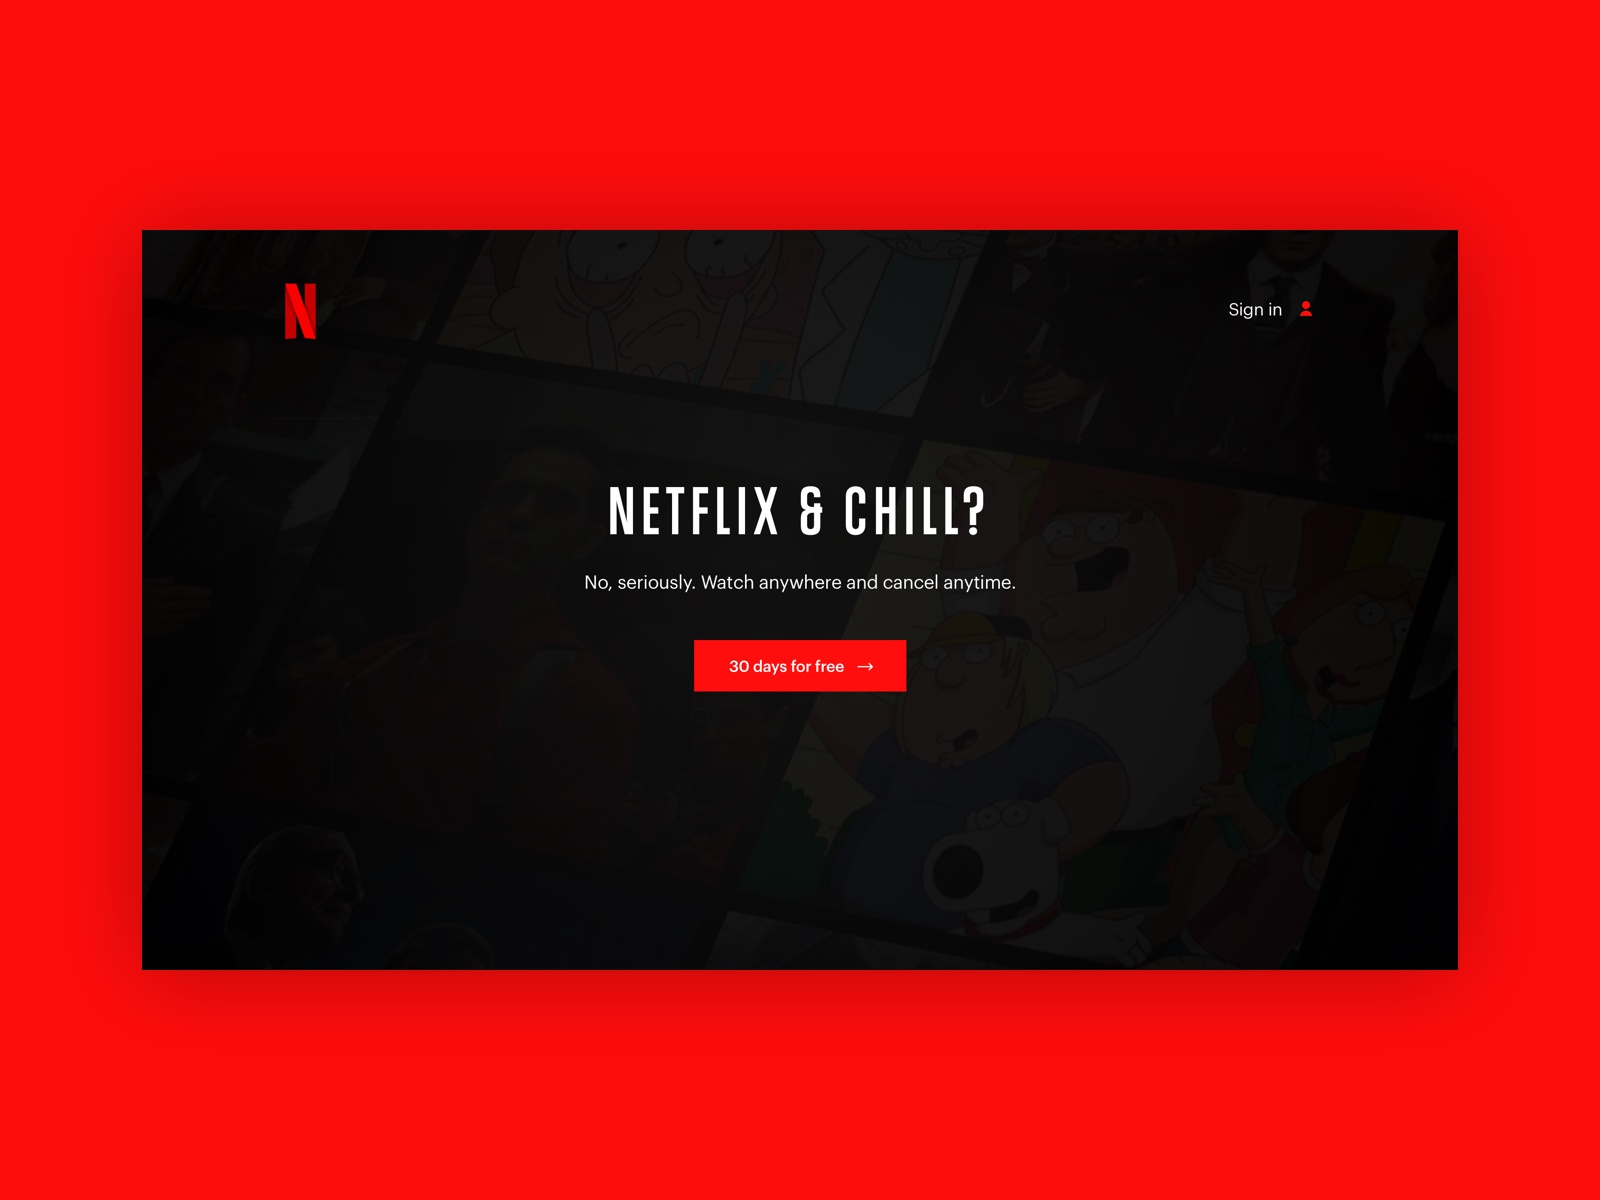 N
Sign in
NETFLIX & CHILL?
No, seriously. Watch anywhere and cancel anytime.
30 days for free →